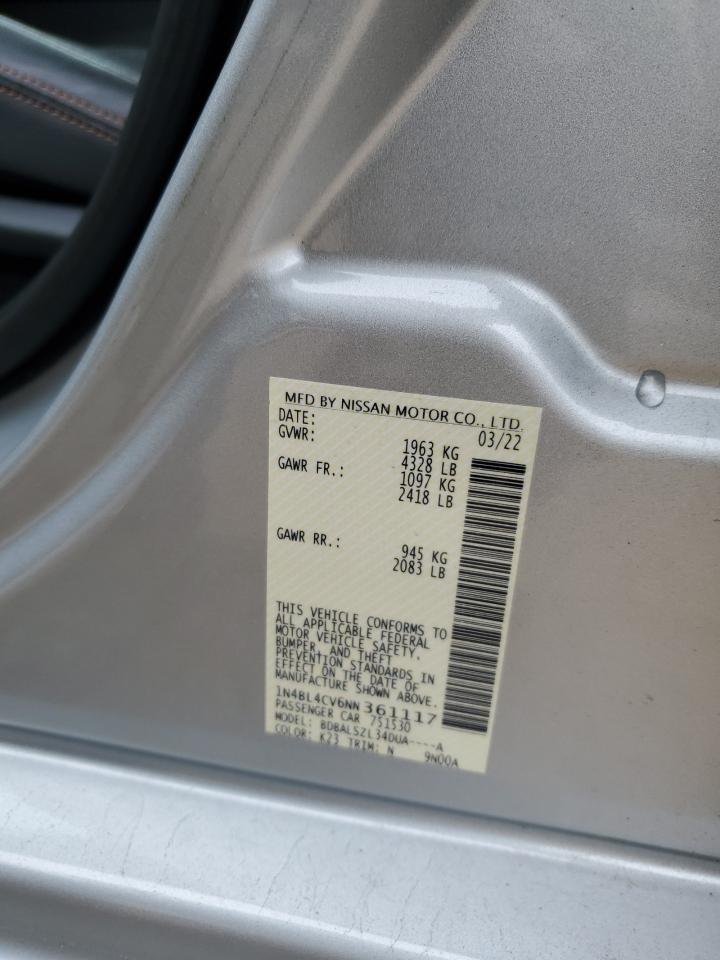 MFD BY NISSAN MOTOR CO., LTD.
DATE: 03/22
GVWR: 1963 KG
4328 LB
GAWR FR.: 1097 KG
2418 LB
GAWR RR.: 945 KG
2083 LB
THIS VEHICLE CONFORMS TO
ALL APPLICABLE FEDERAL
MOTOR VEHICLE SAFETY,
BUMPER, AND THEFT
PREVENTION STANDARDS IN
EFFECT ON THE DATE OF
MANUFACTURE SHOWN ABOVE.
1N4BL4CV6NN361117
PASSENGER CAR 751530
MODEL: BDBALSZL34DUA----A
COLOR: K23 TRIM: N 9N00A